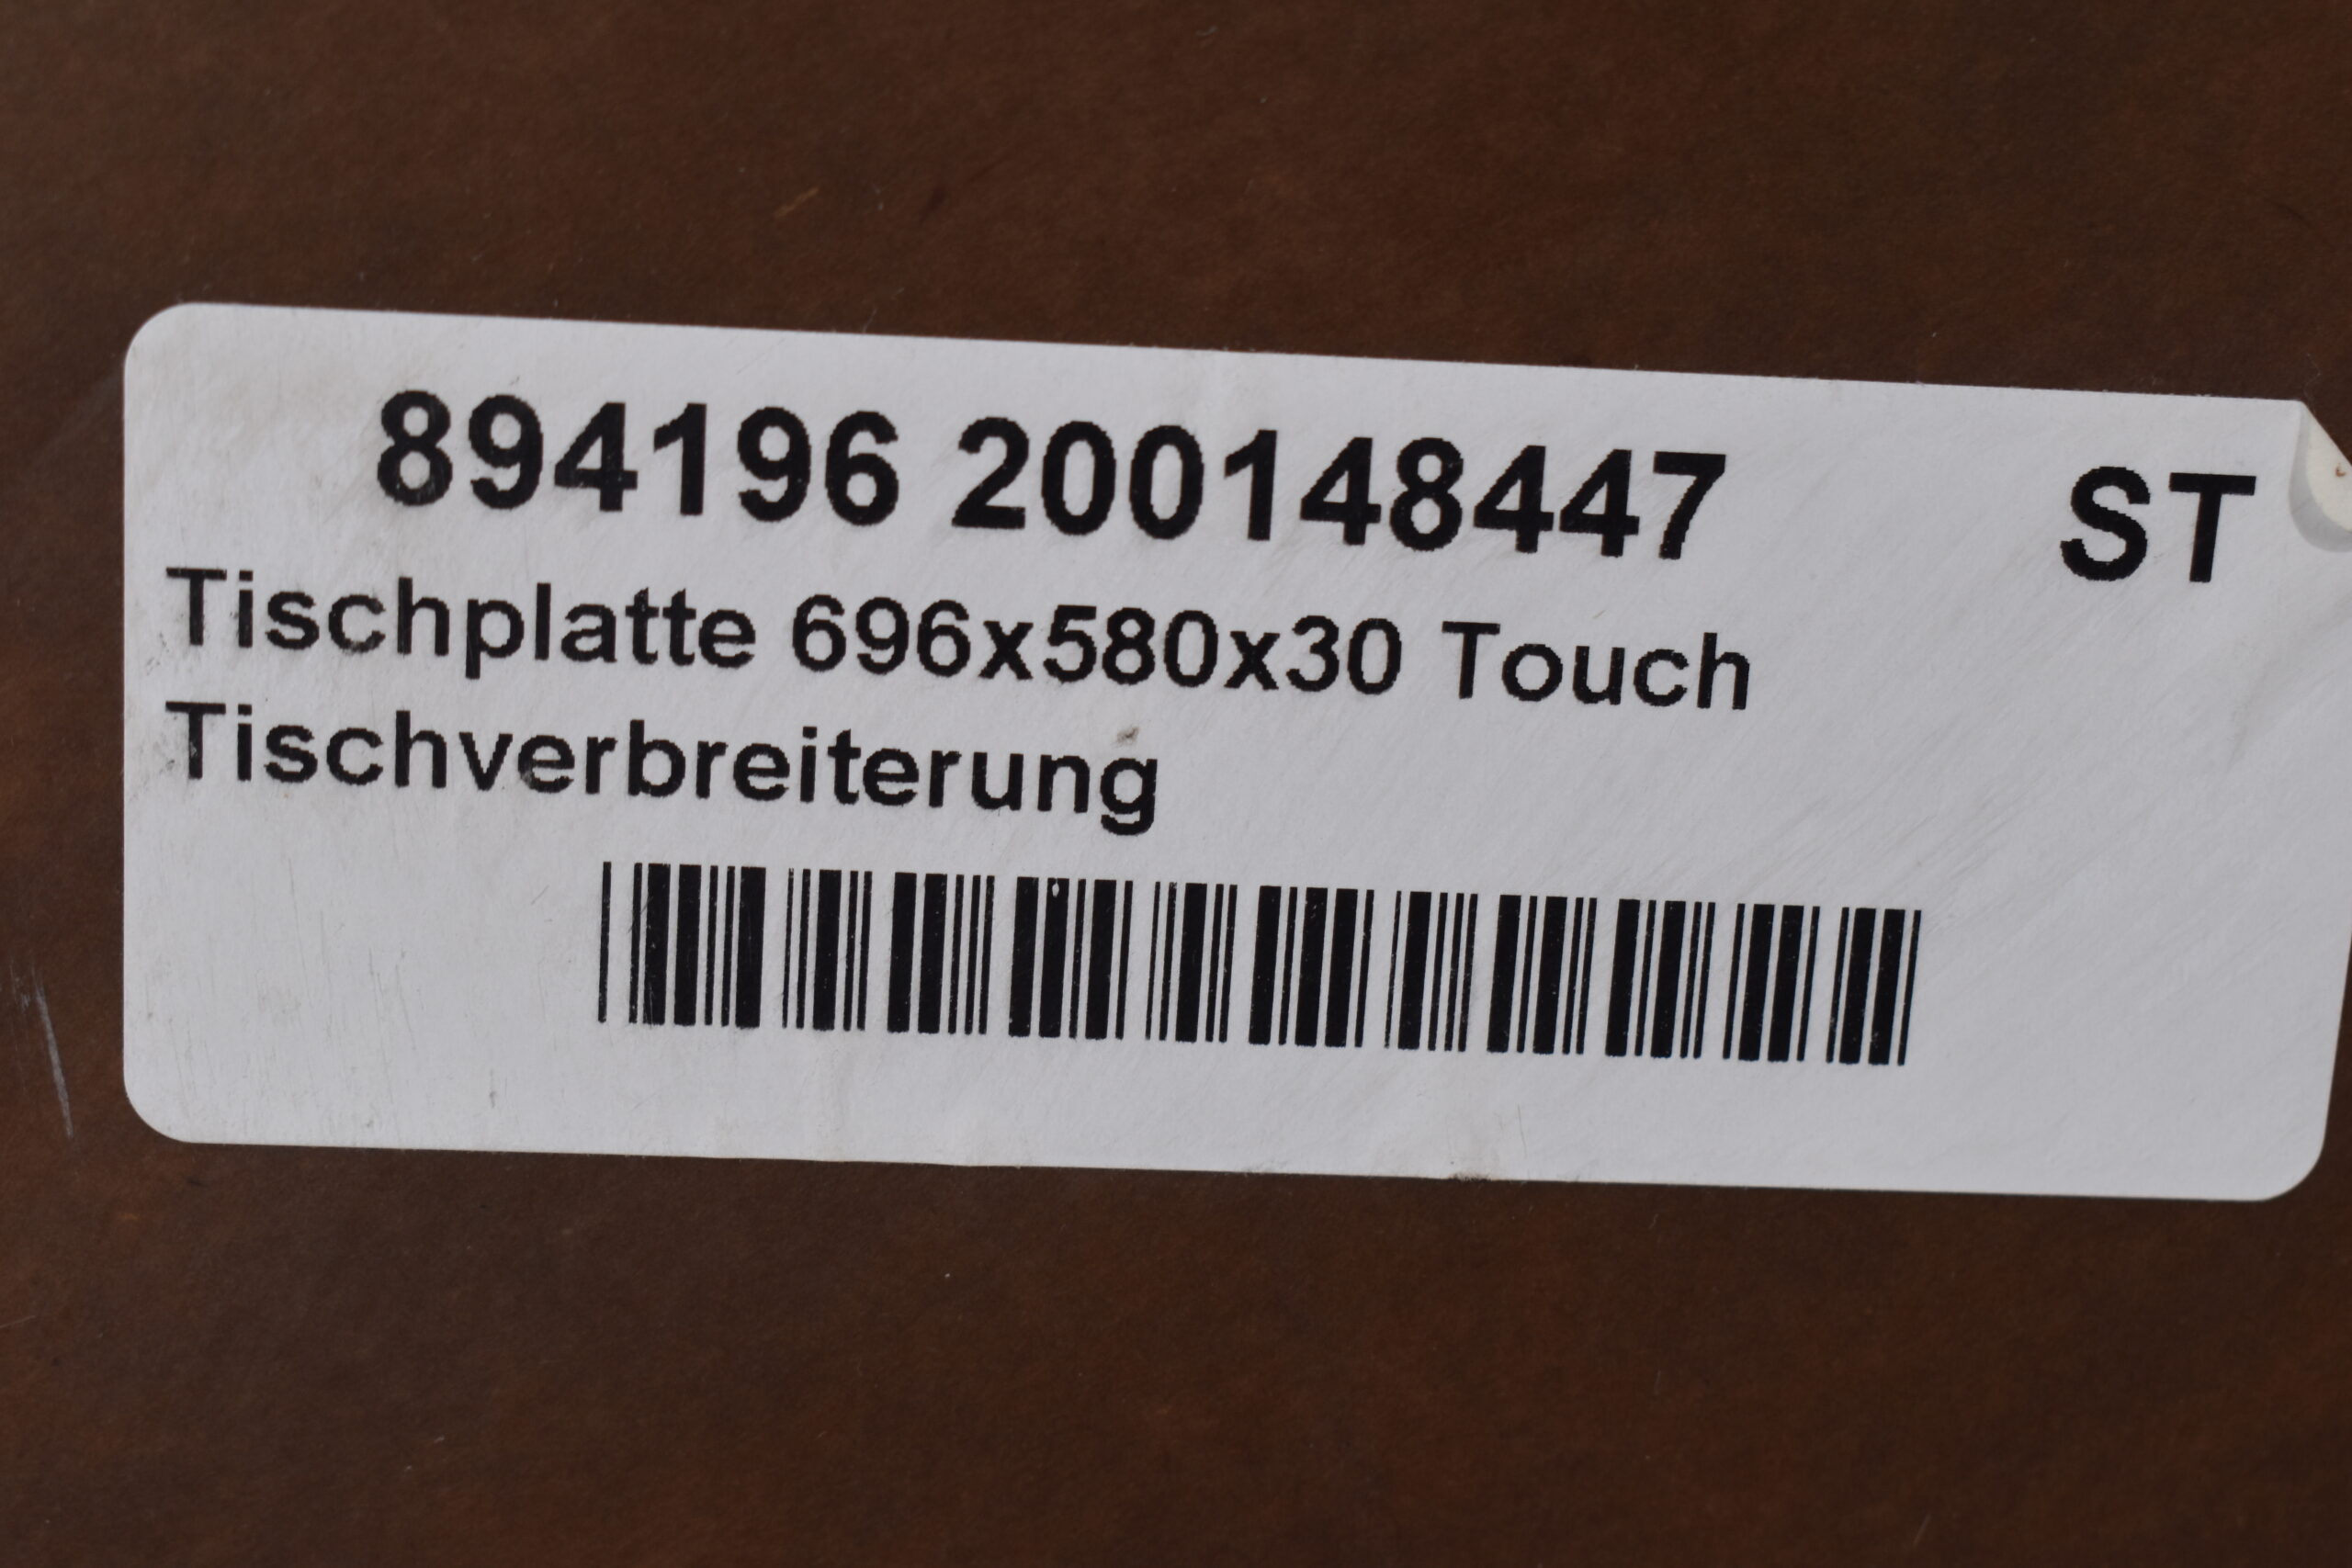 894196 200148447 ST
Tischplatte 696x580x30 Touch
Tischverbreiterung